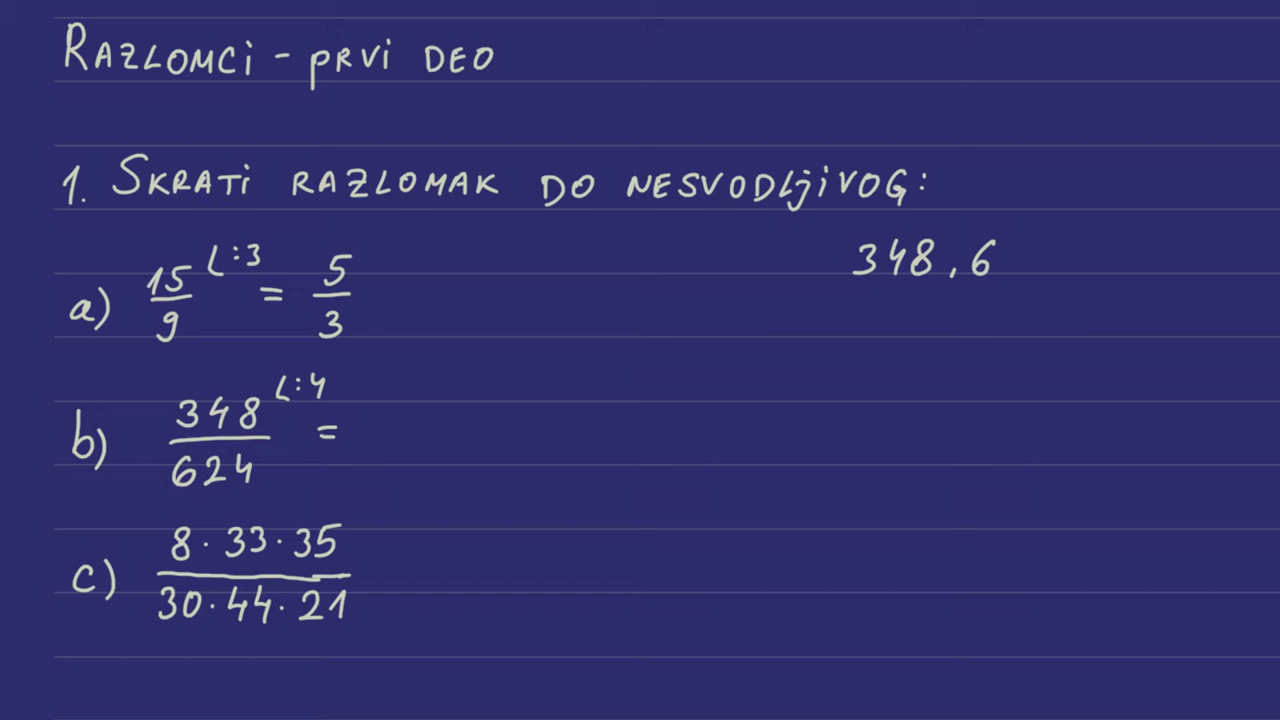 RAZLOMCI - PRVI DEO
1. SKRATI RAZLOMAK DO NESVODLJIVOG:
348,6
a) 15/9 L:3 = 5/3
b) 348/624 L:4 =
c) 8·33·35/30·44·21